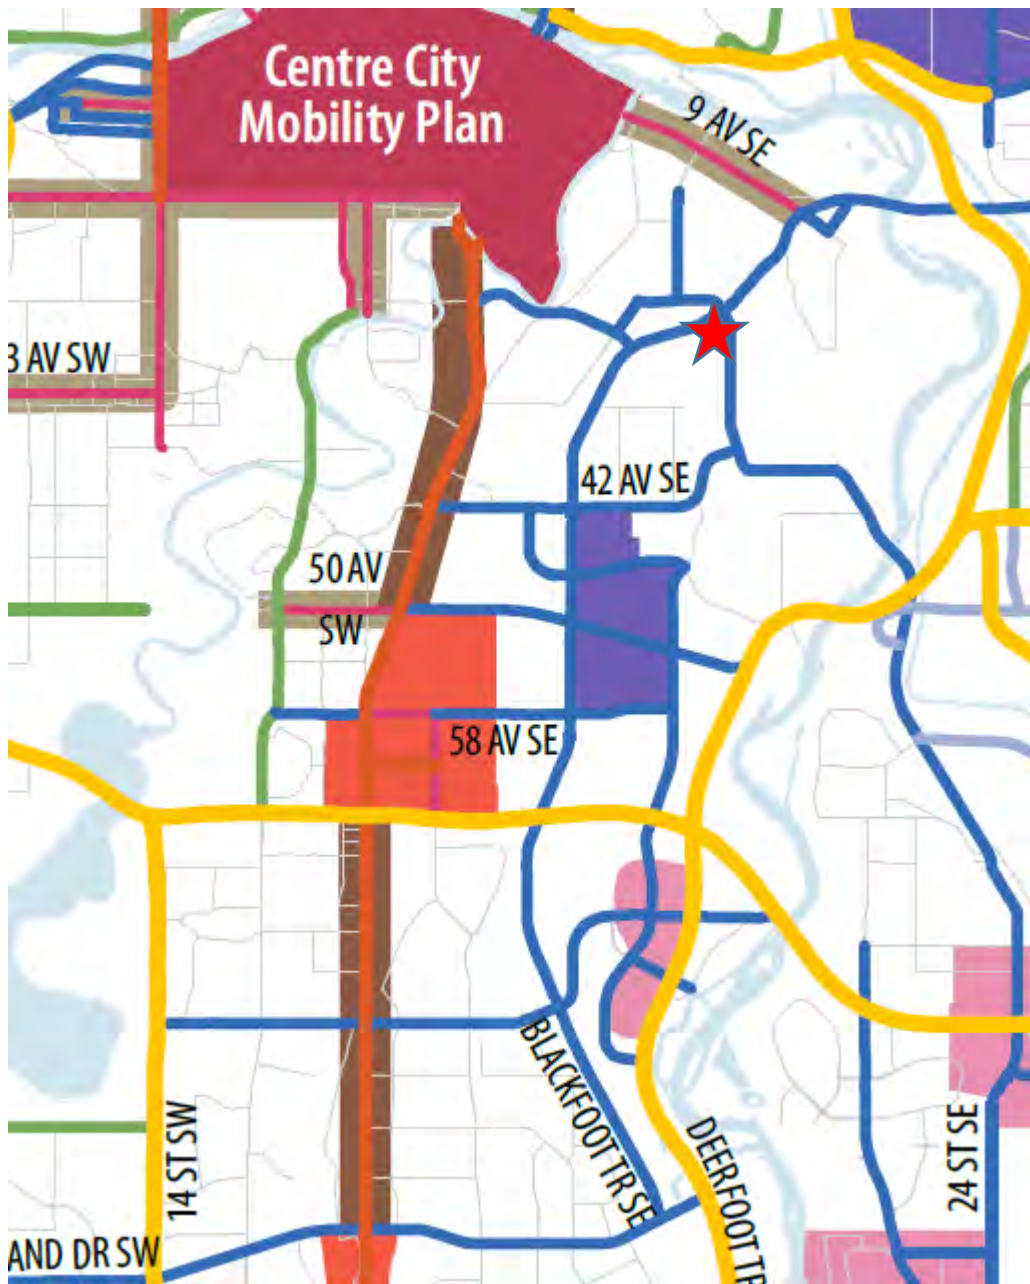 Centre City
Mobility Plan
9 AV SE
3 AV SW
42 AV SE
50 AV
SW
58 AV SE
BLACKFOOT TR SE
DEERFOOT TR
14 ST SW
24 ST SE
AND DR SW